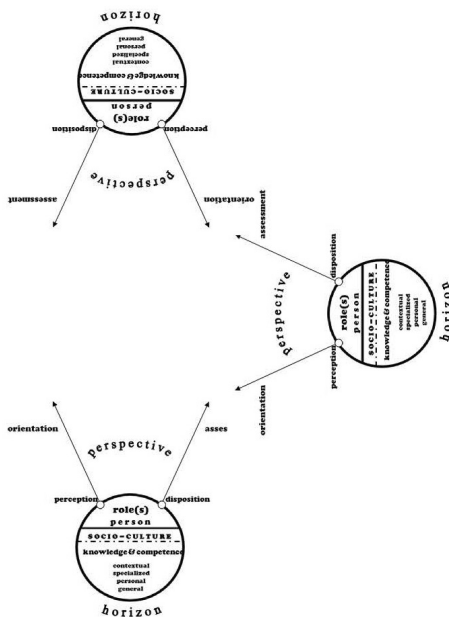 horizon
general
personal
specialized
contextual
knowledge & competence
SOCIO-CULTURE
person
role(s)
disposition
perception
perspective
assessment
orientation
assessment
disposition
perspective
role(s)
person
SOCIO-CULTURE
knowledge & competence
contextual
specialized
personal
general
horizon
perception
orientation
orientation
asses
perspective
perception
disposition
role(s)
person
SOCIO-CULTURE
knowledge & competence
contextual
specialized
personal
general
horizon